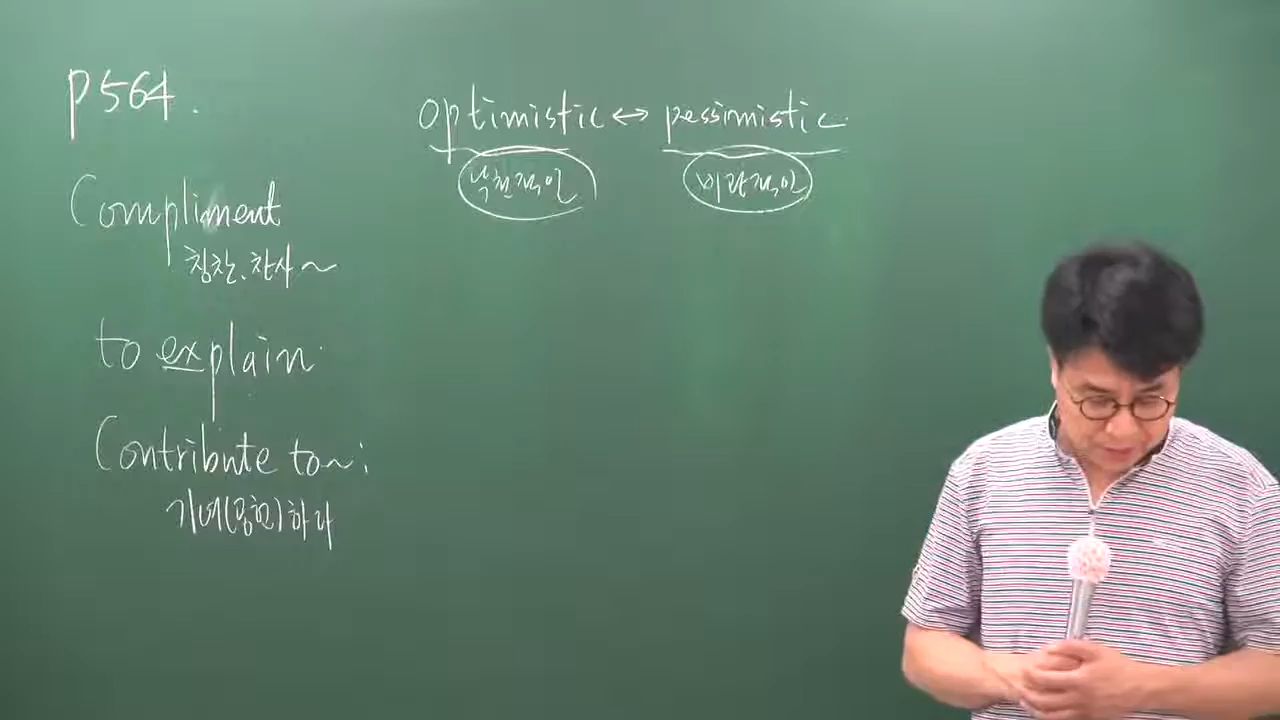 p564.
Compliment
칭찬, 찬사~
to explain
Contribute to~:
기여(공헌)하다
optimistic ↔ pessimistic
낙천적인
비관적인